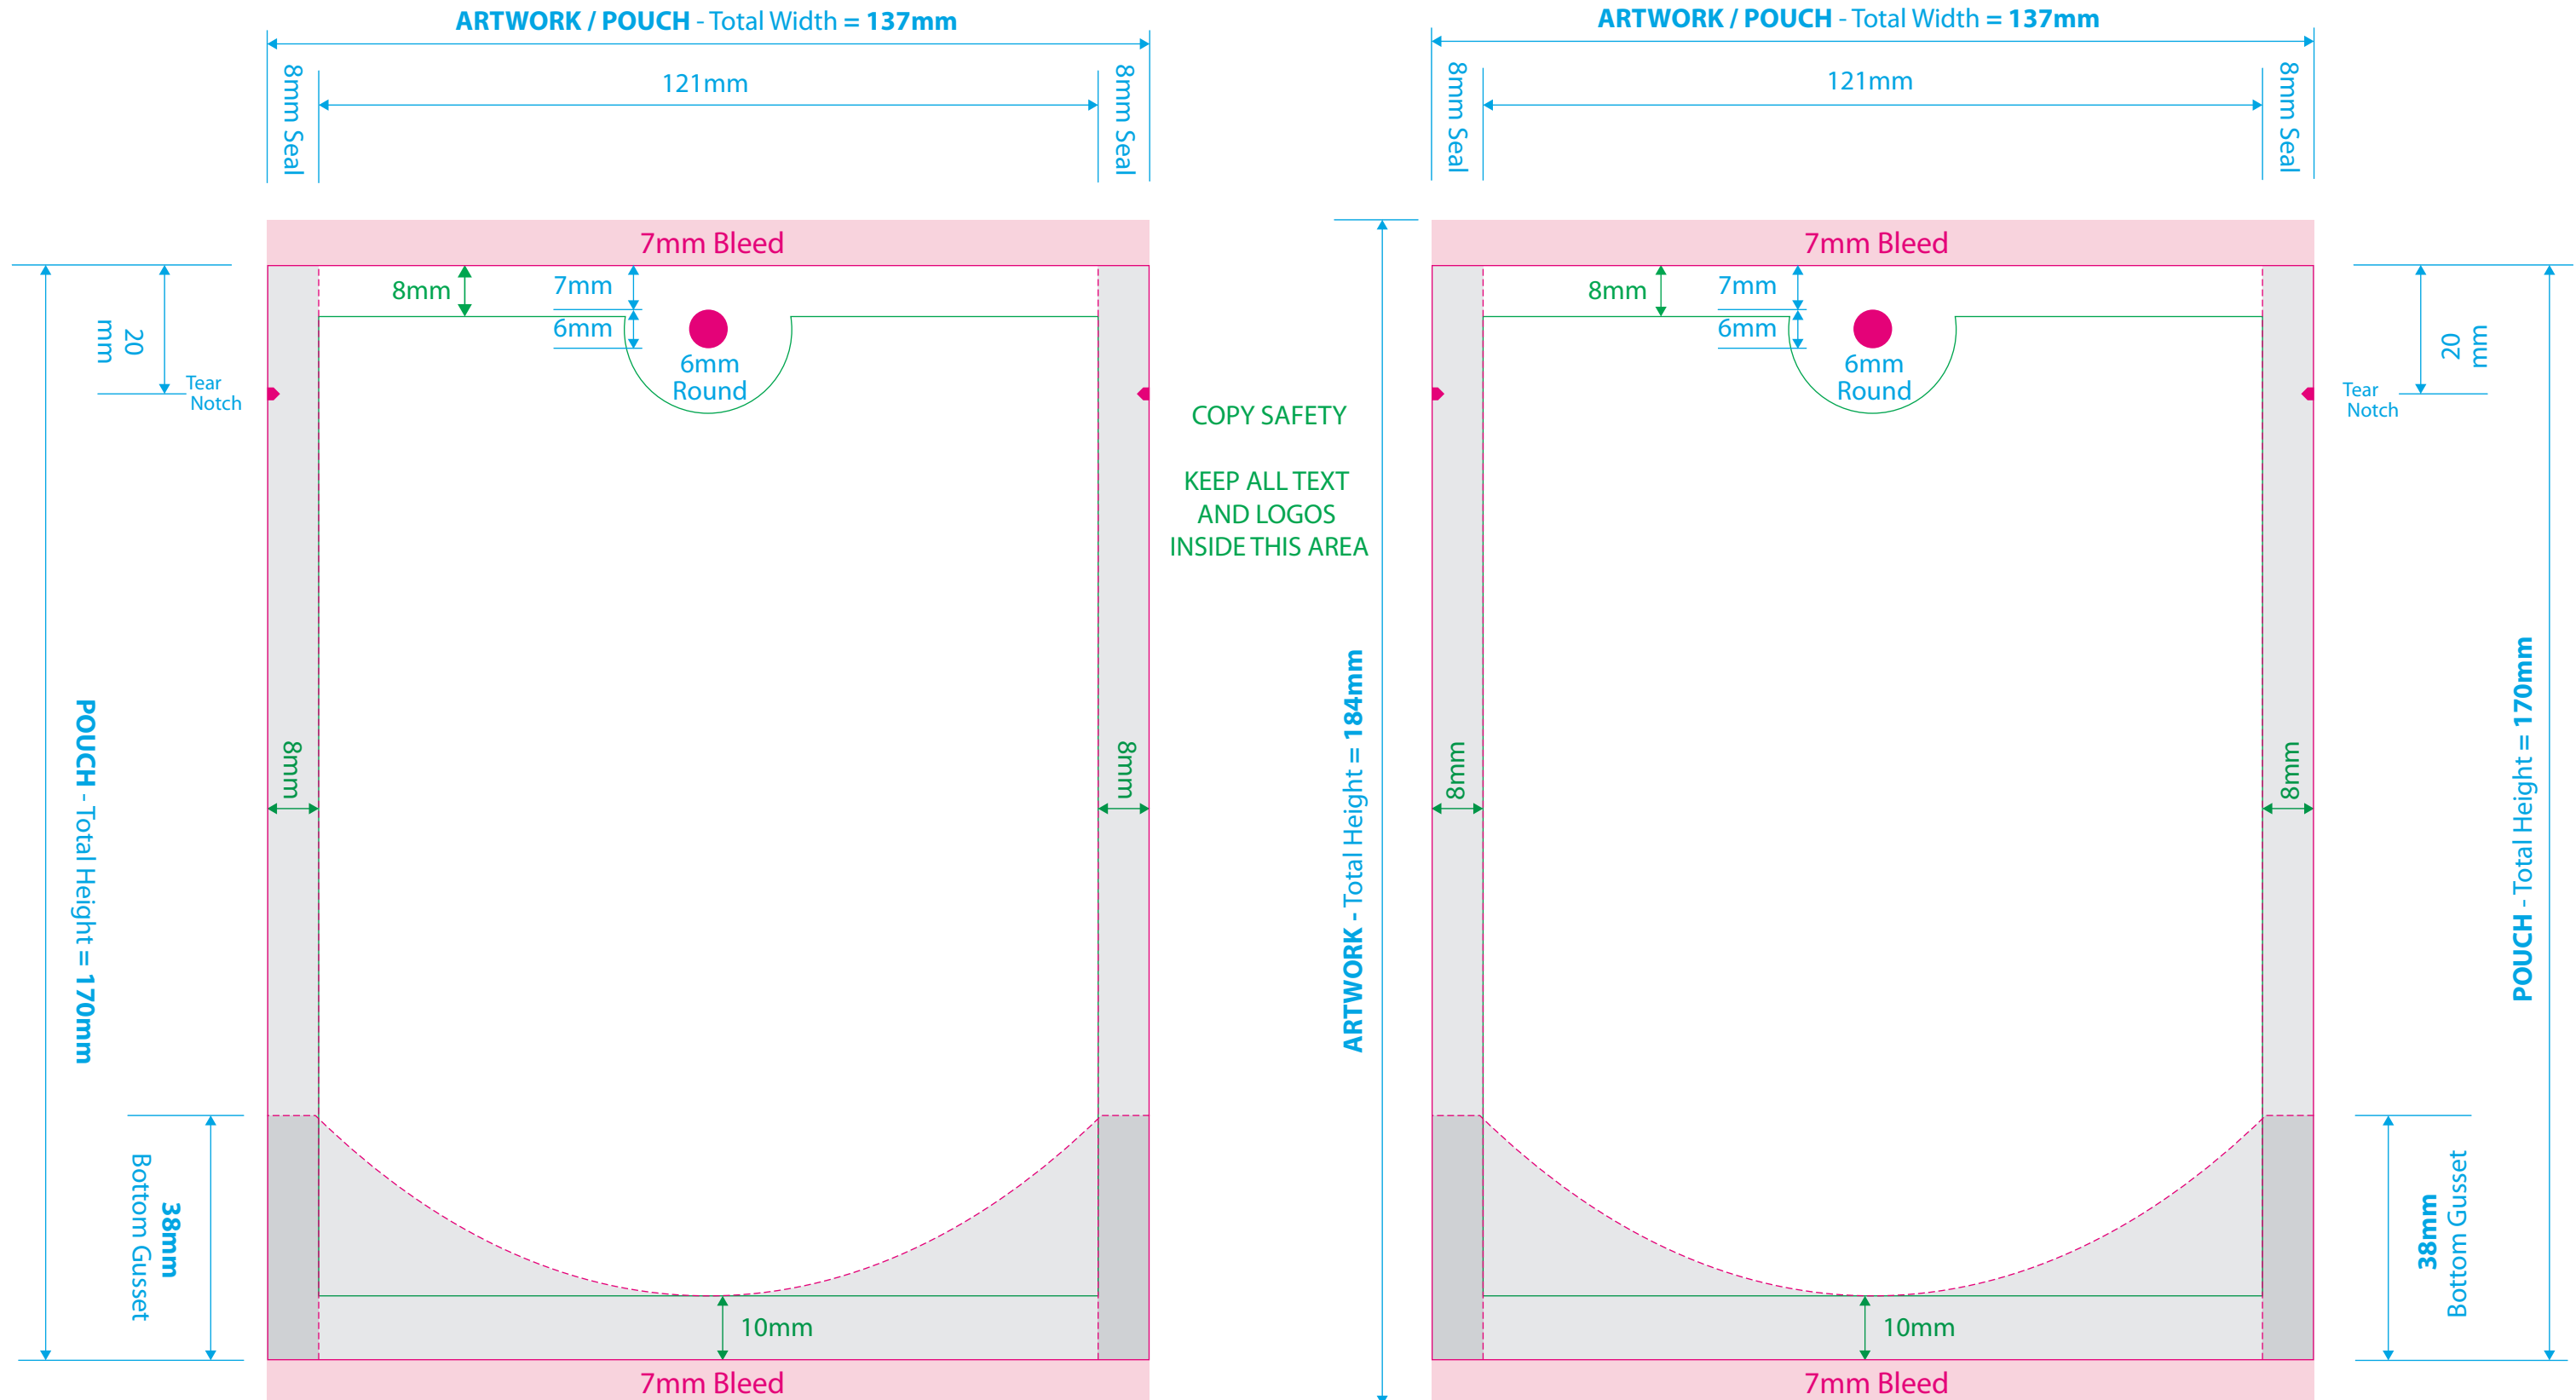 ARTWORK / POUCH - Total Width = 137mm
121mm
8mm Seal
8mm Seal
7mm Bleed
8mm
7mm
6mm
6mm
Round
20
mm
Tear
Notch
POUCH - Total Height = 170mm
8mm
8mm
38mm
Bottom Gusset
10mm
7mm Bleed
COPY SAFETY
KEEP ALL TEXT
AND LOGOS
INSIDE THIS AREA
ARTWORK / POUCH - Total Width = 137mm
121mm
8mm Seal
8mm Seal
7mm Bleed
8mm
7mm
6mm
6mm
Round
20
mm
Tear
Notch
ARTWORK - Total Height = 184mm
8mm
8mm
POUCH - Total Height = 170mm
38mm
Bottom Gusset
10mm
7mm Bleed